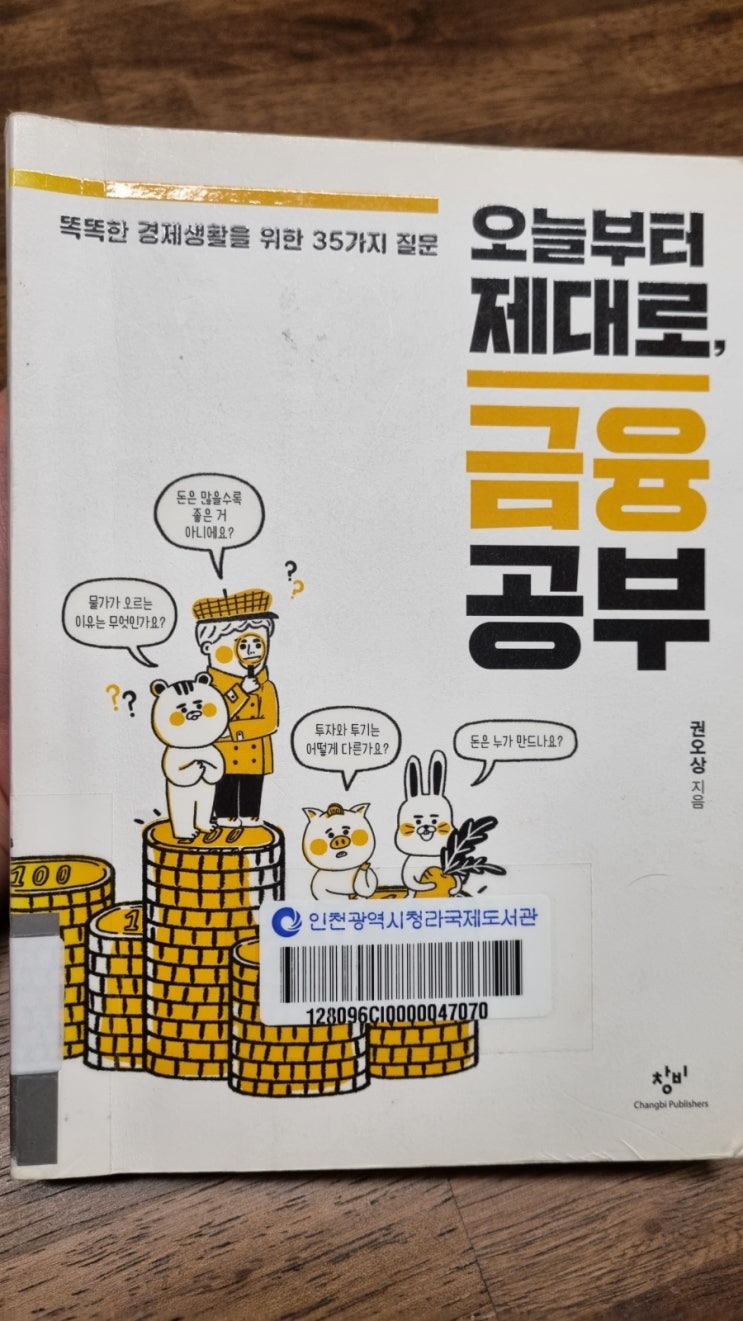 똑똑한 경제생활을 위한 35가지 질문
오늘부터
제대로,
금융
공부
권오상 지음
돈은 많을수록
좋은 거
아니에요?
물가가 오르는
이유는 무엇인가요?
투자와 투기는
어떻게 다른가요?
돈은 누가 만드나요?
100
100
1
인천광역시청라국제도서관
128096CI0000047070
창비
Changbi Publishers